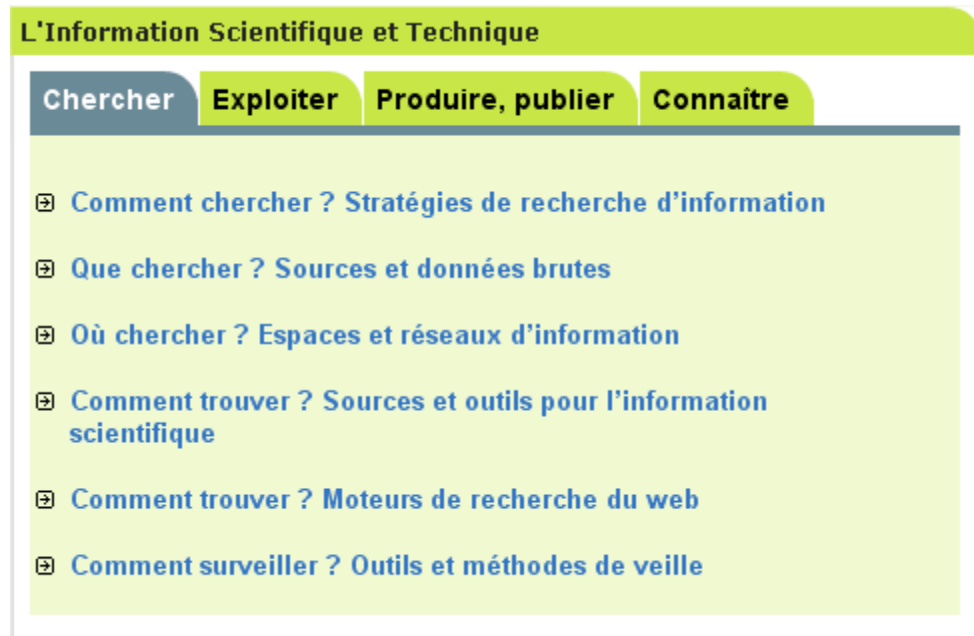 L'Information Scientifique et Technique
Chercher Exploiter Produire, publier Connaître
Comment chercher ? Stratégies de recherche d’information
Que chercher ? Sources et données brutes
Où chercher ? Espaces et réseaux d’information
Comment trouver ? Sources et outils pour l’information
scientifique
Comment trouver ? Moteurs de recherche du web
Comment surveiller ? Outils et méthodes de veille